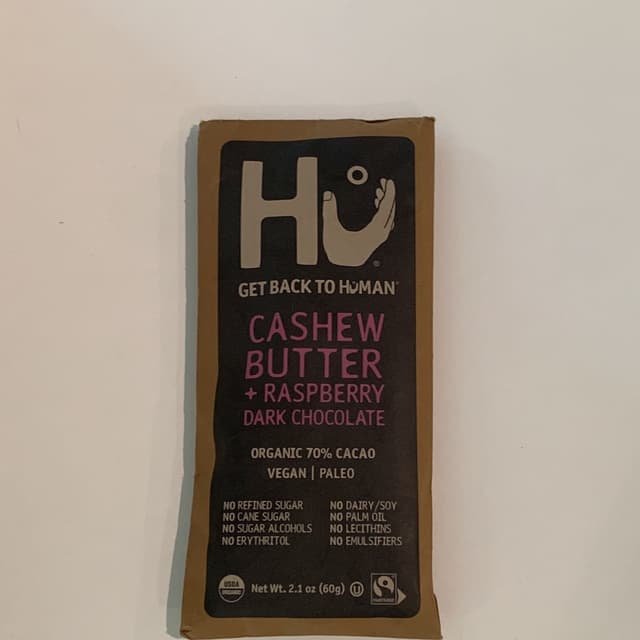 Hu
®
GET BACK TO HUMAN
CASHEW
BUTTER
+ RASPBERRY
DARK CHOCOLATE
ORGANIC 70% CACAO
VEGAN | PALEO
NO REFINED SUGAR
NO CANE SUGAR
NO SUGAR ALCOHOLS
NO ERYTHRITOL
NO DAIRY/SOY
NO PALM OIL
NO LECITHINS
NO EMULSIFIERS
USDA
ORGANIC
Net Wt. 2.1 oz (60g) U